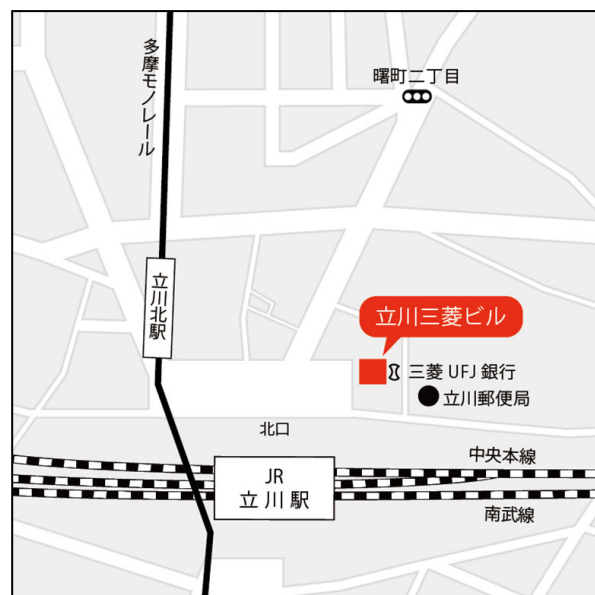 多摩モノレール
曙町二丁目
立川北駅
立川三菱ビル
三菱 UFJ 銀行
立川郵便局
北口
中央本線
JR
立川駅
南武線